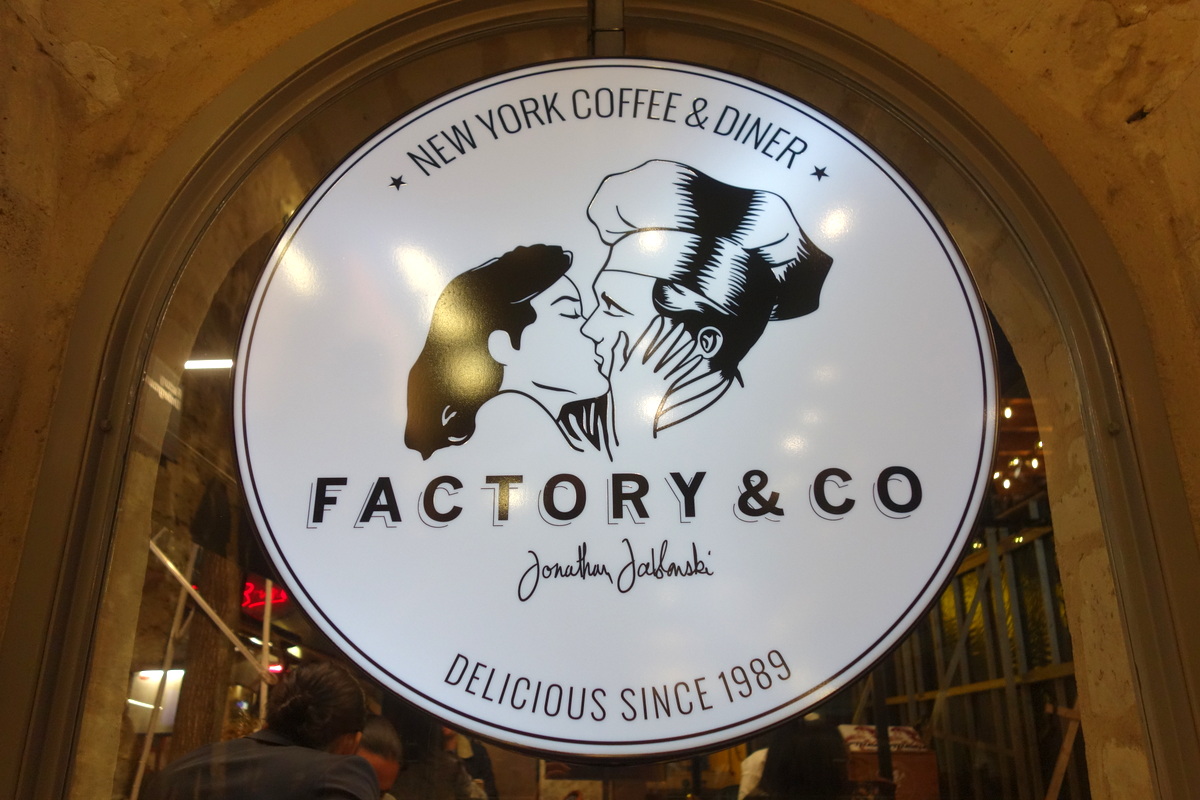 NEW YORK COFFEE & DINER
FACTORY & CO
Jonathan Jablonski
DELICIOUS SINCE 1989